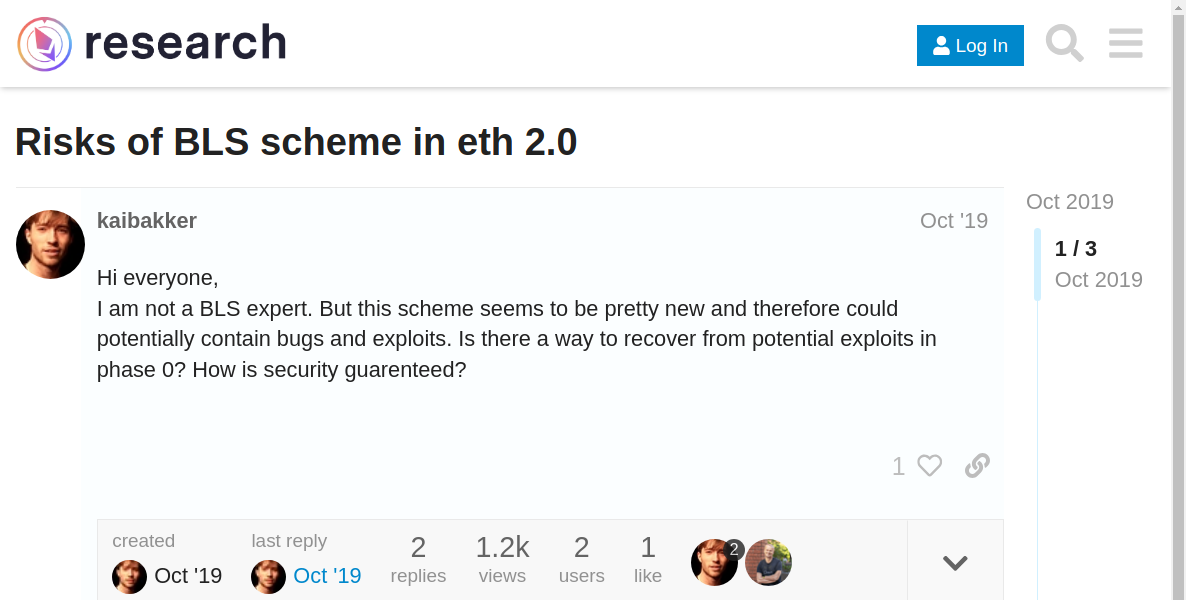 research
Log In
Risks of BLS scheme in eth 2.0
kaibakker
Oct '19
Hi everyone,
I am not a BLS expert. But this scheme seems to be pretty new and therefore could
potentially contain bugs and exploits. Is there a way to recover from potential exploits in
phase 0? How is security guarenteed?
1
created
Oct '19
last reply
Oct '19
2
replies
1.2k
views
2
users
1
like
2
Oct 2019
1 / 3
Oct 2019